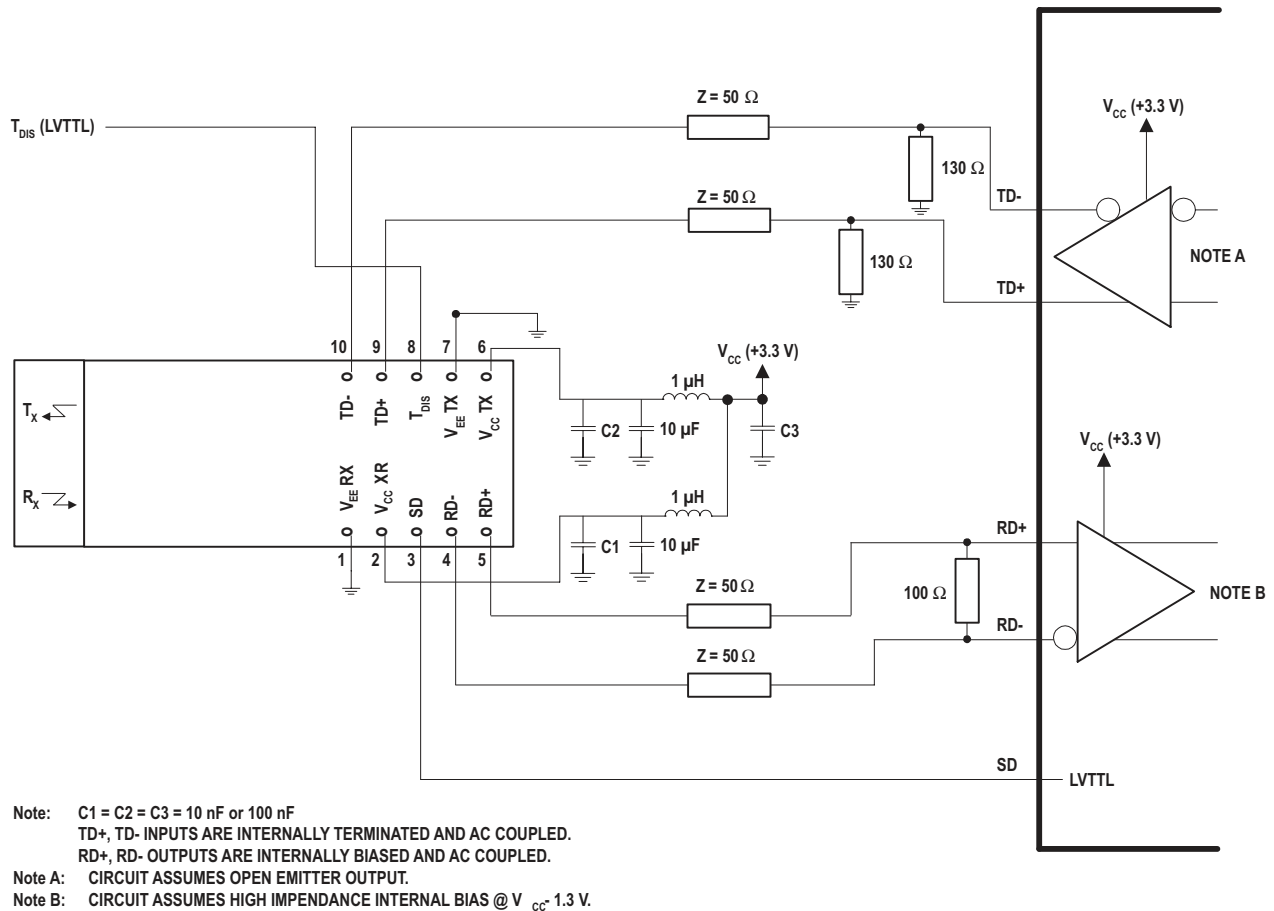 Z = 50 Ω
V_CC (+3.3 V)
T_DIS (LVTTL)
130 Ω
TD-
Z = 50 Ω
NOTE A
130 Ω
TD+
10 9 8 7 6
V_CC (+3.3 V)
1 µH
TD- TD+ T_DIS V_EE TX V_CC TX
T_X
C2 10 µF C3
V_CC (+3.3 V)
R_X
V_EE RX V_CC XR SD RD- RD+
1 µH
RD+
C1 10 µF
1 2 3 4 5
Z = 50 Ω
100 Ω
NOTE B
RD-
Z = 50 Ω
SD
LVTTL
Note: C1 = C2 = C3 = 10 nF or 100 nF
TD+, TD- INPUTS ARE INTERNALLY TERMINATED AND AC COUPLED.
RD+, RD- OUTPUTS ARE INTERNALLY BIASED AND AC COUPLED.
Note A: CIRCUIT ASSUMES OPEN EMITTER OUTPUT.
Note B: CIRCUIT ASSUMES HIGH IMPENDANCE INTERNAL BIAS @ V_CC- 1.3 V.